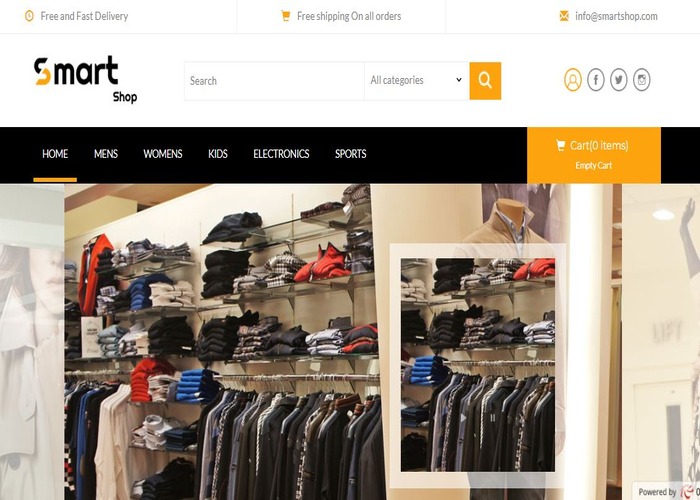 Free and Fast Delivery
Free shipping On all orders
info@smartshop.com
Smart
Shop
Search
All categories
HOME
MENS
WOMENS
KIDS
ELECTRONICS
SPORTS
Cart(0 items)
Empty Cart
LIFT
Powered by